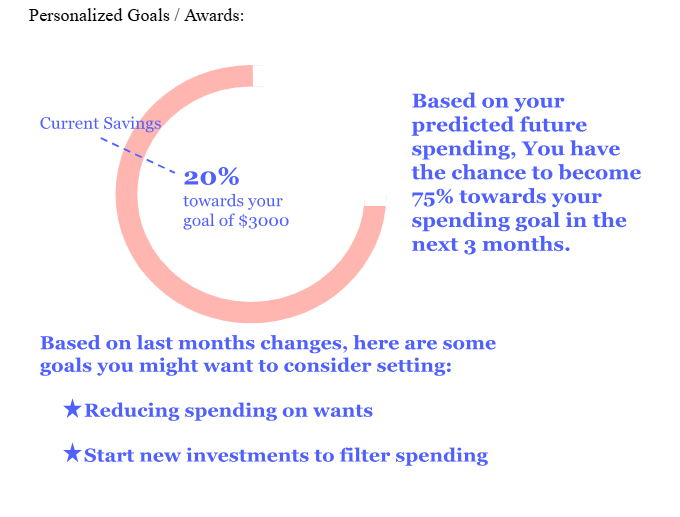 Personalized Goals / Awards:
Current Savings
20%
towards your
goal of $3000
Based on your
predicted future
spending, You have
the chance to become
75% towards your
spending goal in the
next 3 months.
Based on last months changes, here are some
goals you might want to consider setting:
★Reducing spending on wants
★Start new investments to filter spending